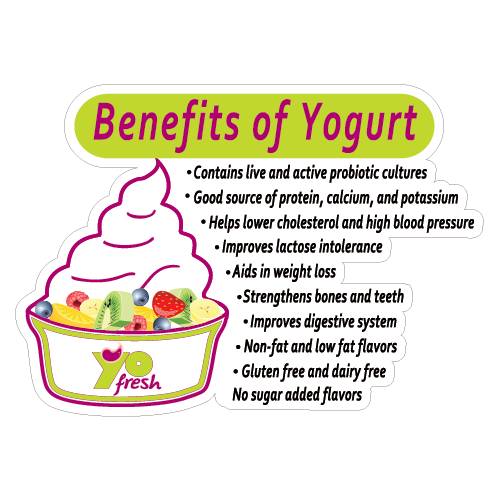 Benefits of Yogurt
• Contains live and active probiotic cultures
• Good source of protein, calcium, and potassium
• Helps lower cholesterol and high blood pressure
• Improves lactose intolerance
• Aids in weight loss
• Strengthens bones and teeth
• Improves digestive system
• Non-fat and low fat flavors
• Gluten free and dairy free
No sugar added flavors
yo
fresh